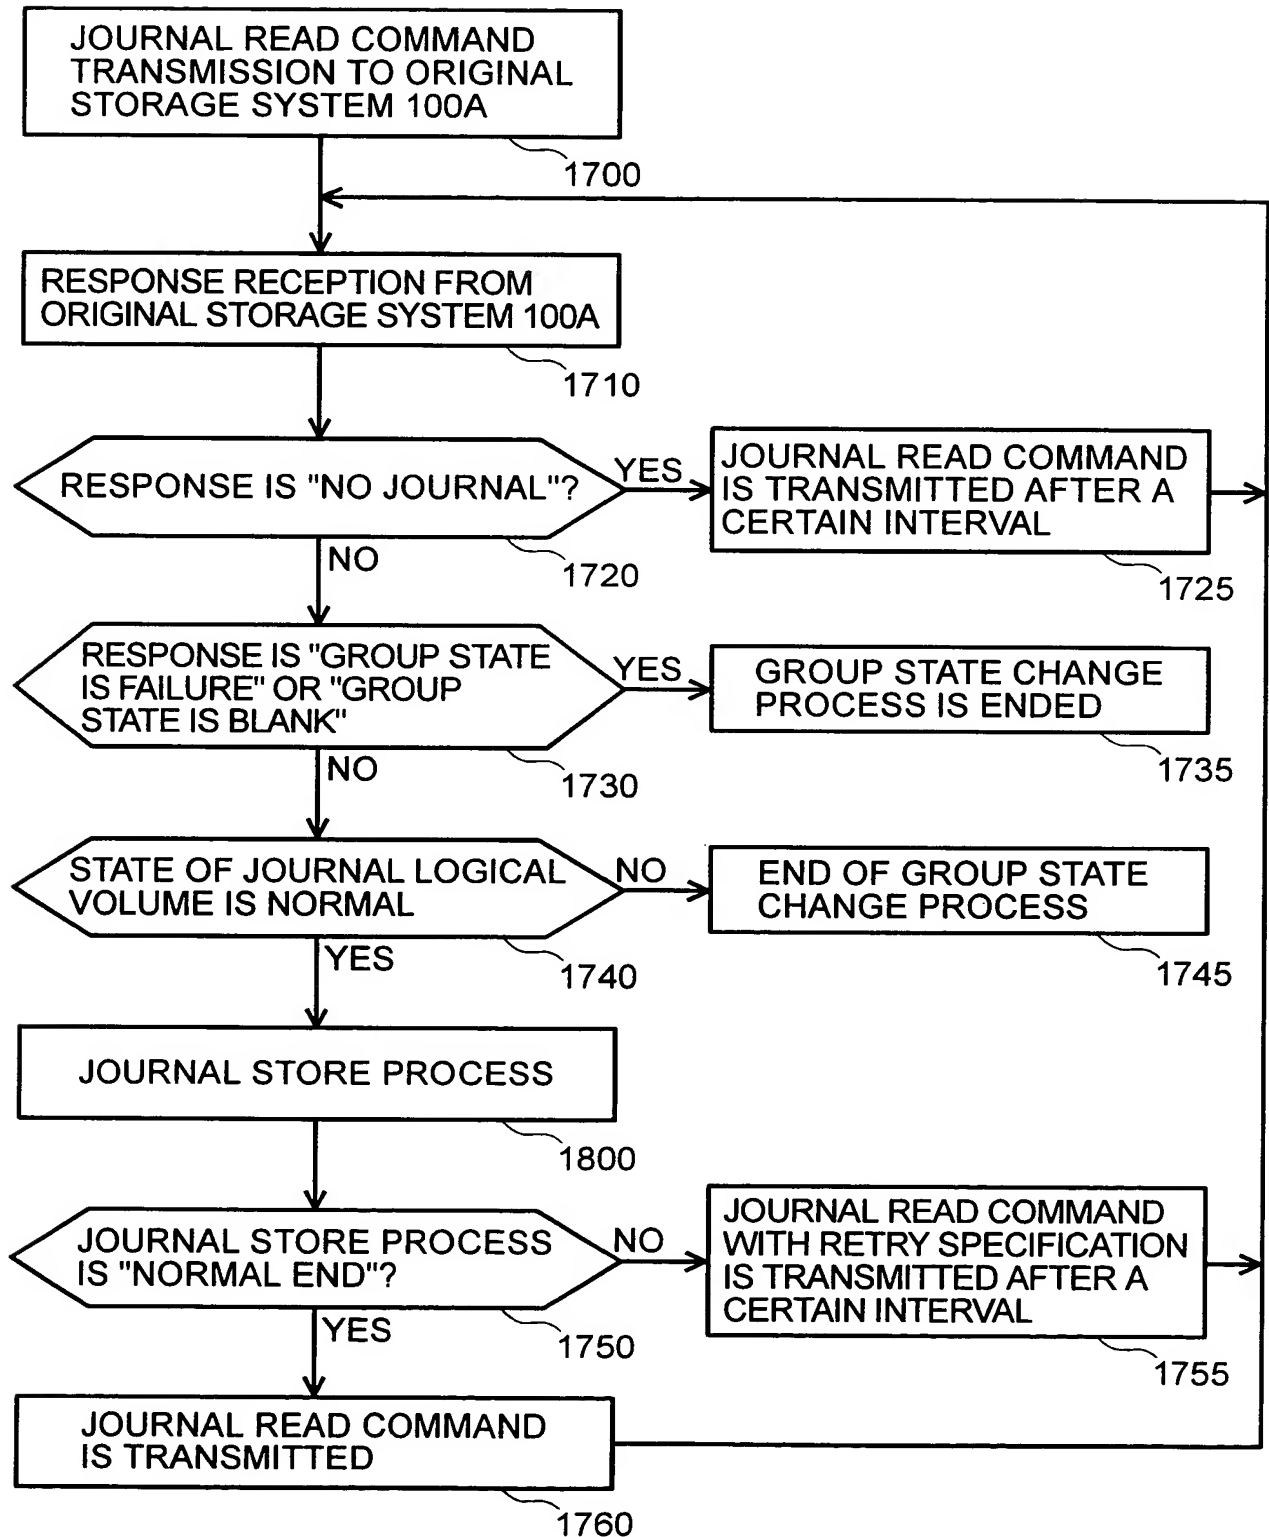 JOURNAL READ COMMAND
TRANSMISSION TO ORIGINAL
STORAGE SYSTEM 100A
1700
RESPONSE RECEPTION FROM
ORIGINAL STORAGE SYSTEM 100A
1710
RESPONSE IS "NO JOURNAL"?
YES
NO
1720
JOURNAL READ COMMAND
IS TRANSMITTED AFTER A
CERTAIN INTERVAL
1725
RESPONSE IS "GROUP STATE
IS FAILURE" OR "GROUP
STATE IS BLANK"
YES
NO
1730
GROUP STATE CHANGE
PROCESS IS ENDED
1735
STATE OF JOURNAL LOGICAL
VOLUME IS NORMAL
NO
YES
1740
END OF GROUP STATE
CHANGE PROCESS
1745
JOURNAL STORE PROCESS
1800
JOURNAL STORE PROCESS
IS "NORMAL END"?
NO
YES
1750
JOURNAL READ COMMAND
WITH RETRY SPECIFICATION
IS TRANSMITTED AFTER A
CERTAIN INTERVAL
1755
JOURNAL READ COMMAND
IS TRANSMITTED
1760